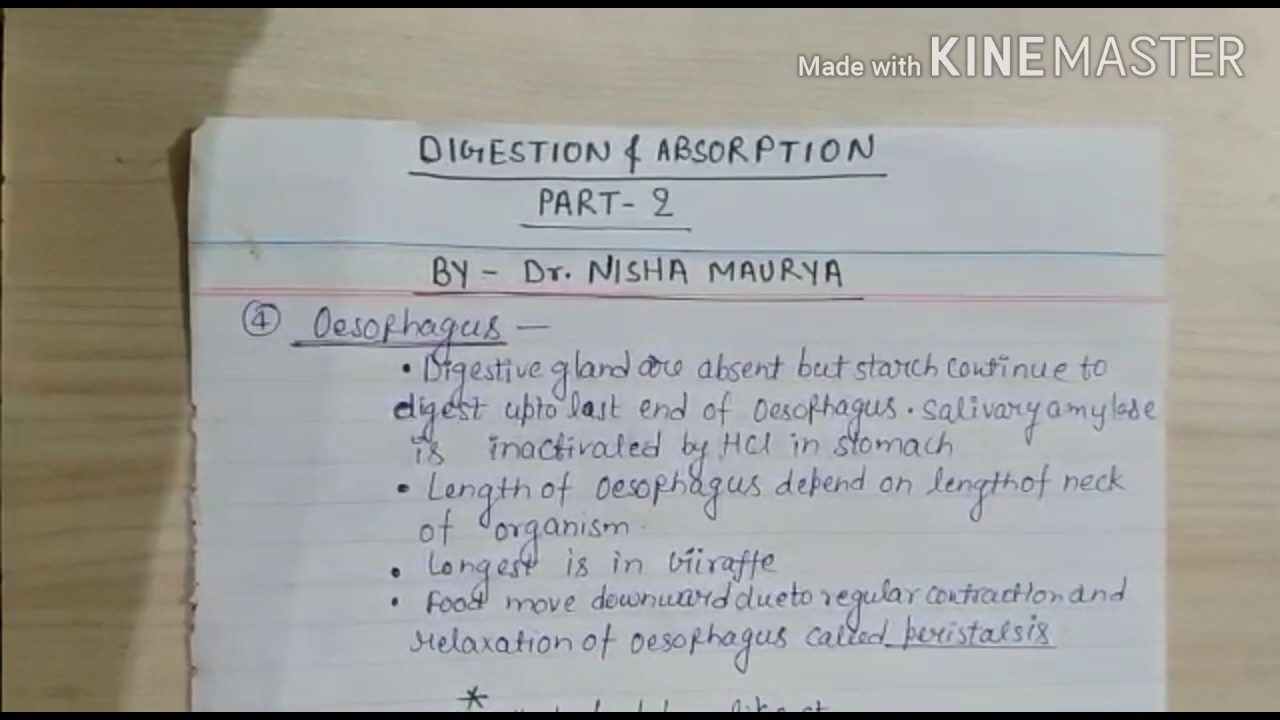 Made with KINEMASTER
DIGESTION & ABSORPTION
PART- 2
BY - Dr. NISHA MAURYA
④ Oesophagus —
• Digestive gland are absent but starch continue to
digest upto last end of oesophagus. salivary amylase
is inactivated by HCl in stomach
• Length of oesophagus depend on length of neck
of organism.
• Longest is in Giraffe
• Food move downward due to regular contraction and
relaxation of oesophagus called peristalsis
*